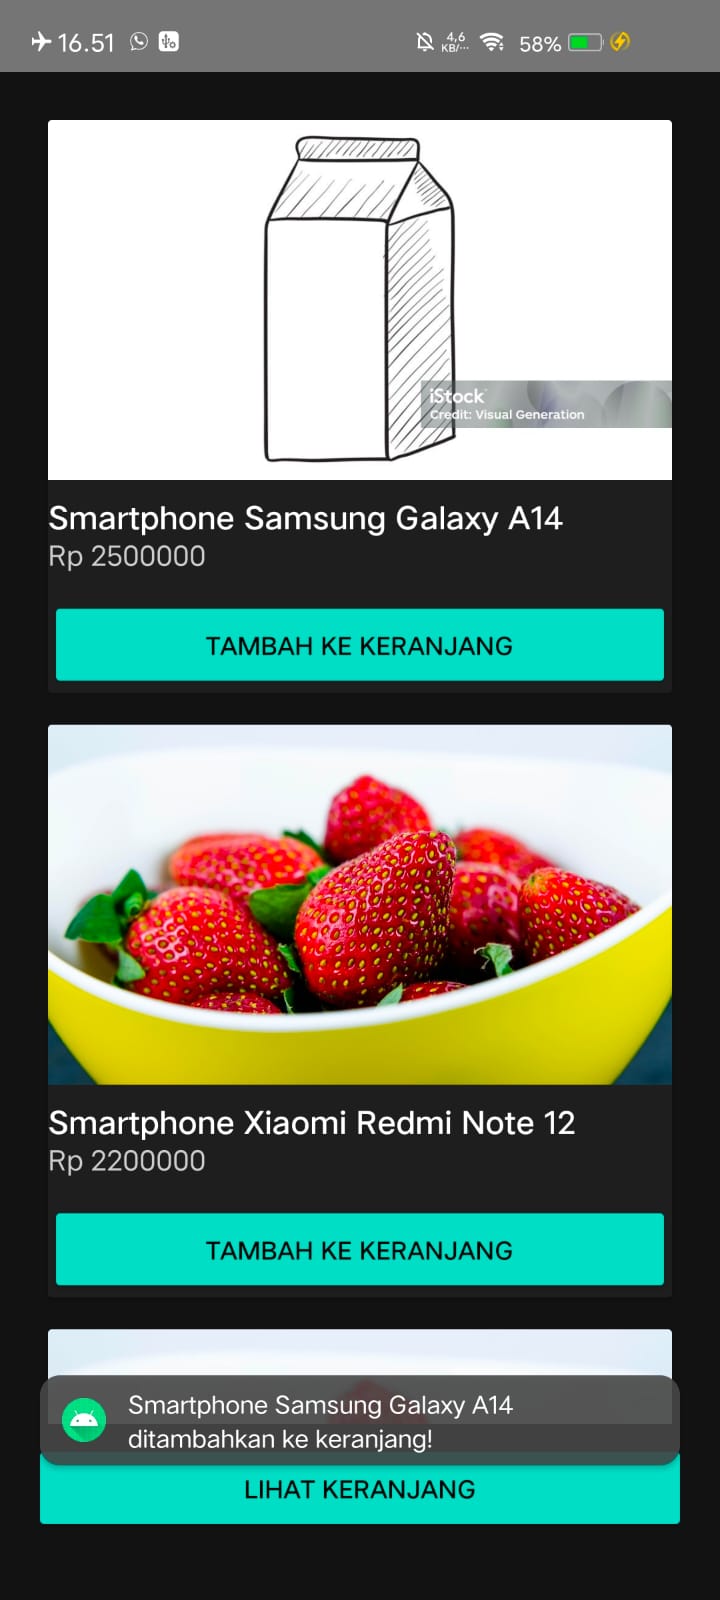 16.51
4,6
KB/...
58%
iStock
Credit: Visual Generation
Smartphone Samsung Galaxy A14
Rp 2500000
TAMBAH KE KERANJANG
Smartphone Xiaomi Redmi Note 12
Rp 2200000
TAMBAH KE KERANJANG
Smartphone Samsung Galaxy A14
ditambahkan ke keranjang!
LIHAT KERANJANG